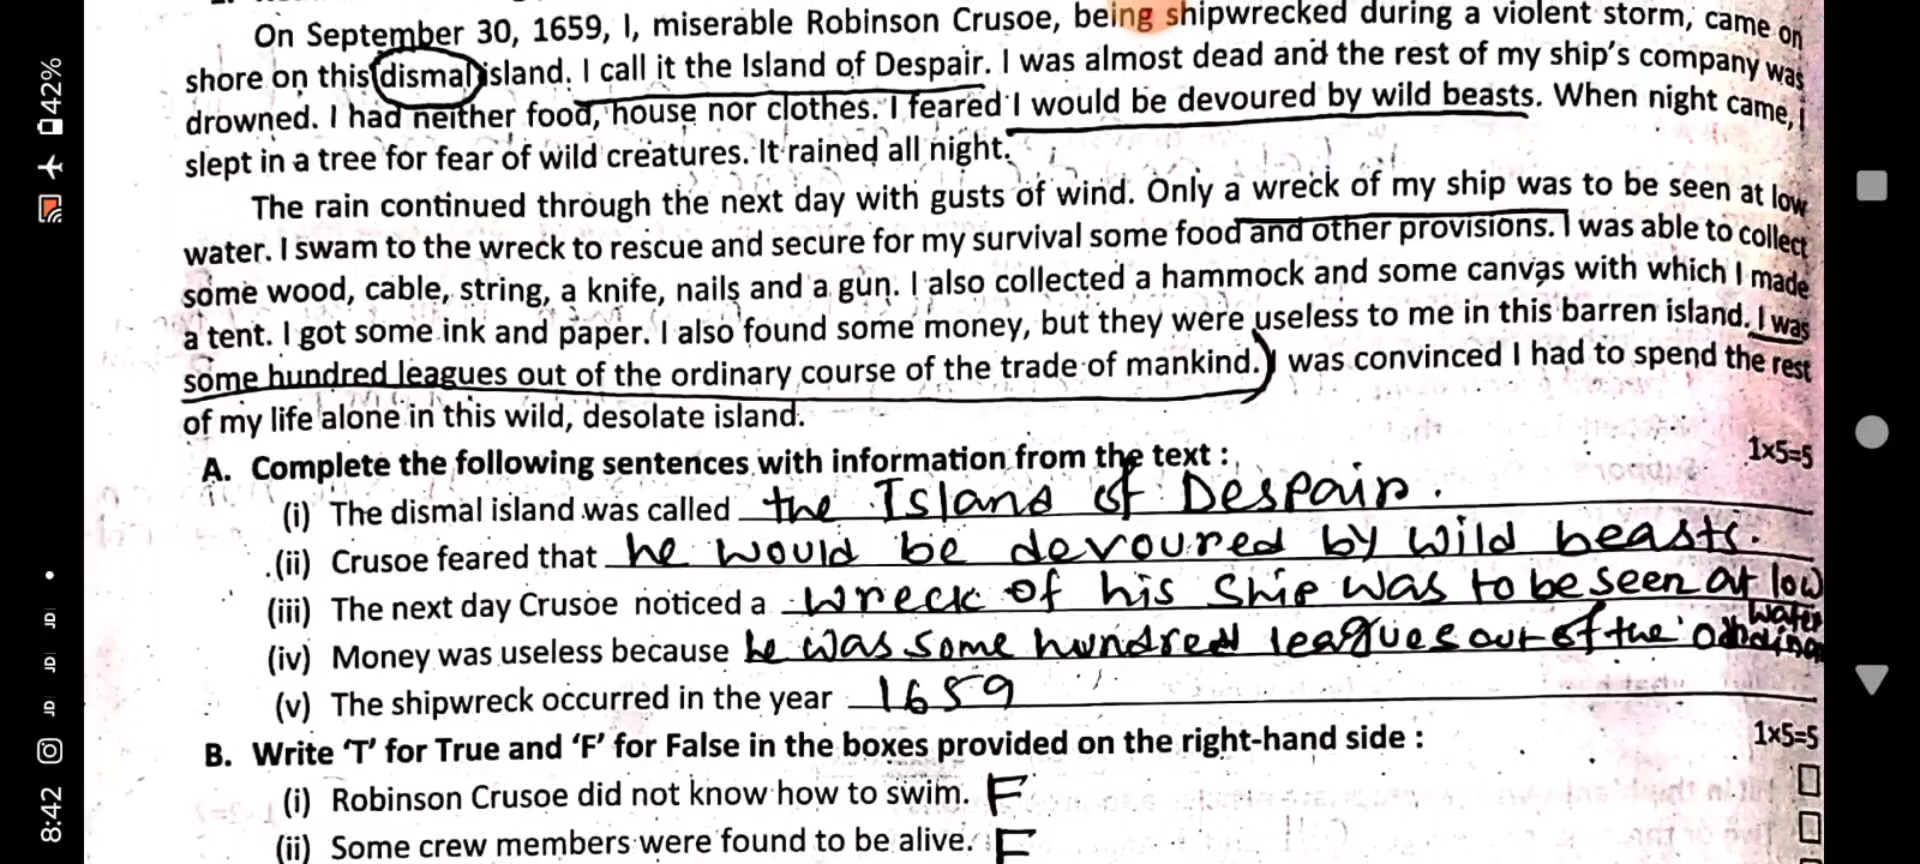 On September 30, 1659, I, miserable Robinson Crusoe, being shipwrecked during a violent storm, came on
shore on this dismal island. I call it the Island of Despair. I was almost dead and the rest of my ship's company was
drowned. I had neither food, house nor clothes. I feared I would be devoured by wild beasts. When night came, I
slept in a tree for fear of wild creatures. It rained all night.
The rain continued through the next day with gusts of wind. Only a wreck of my ship was to be seen at low
water. I swam to the wreck to rescue and secure for my survival some food and other provisions. I was able to collect
some wood, cable, string, a knife, nails and a gun. I also collected a hammock and some canvas with which I made
a tent. I got some ink and paper. I also found some money, but they were useless to me in this barren island. I was
some hundred leagues out of the ordinary course of the trade of mankind. I was convinced I had to spend the rest
of my life alone in this wild, desolate island.
A. Complete the following sentences with information from the text : 1x5=5
(i) The dismal island was called the Island of Despair.
(ii) Crusoe feared that he would be devoured by wild beasts.
(iii) The next day Crusoe noticed a wreck of his ship was to be seen at low water
(iv) Money was useless because he was some hundred leagues out of the
(v) The shipwreck occurred in the year 1659
B. Write 'T' for True and 'F' for False in the boxes provided on the right-hand side : 1x5=5
(i) Robinson Crusoe did not know how to swim. F
(ii) Some crew members were found to be alive. F
8:42
42%